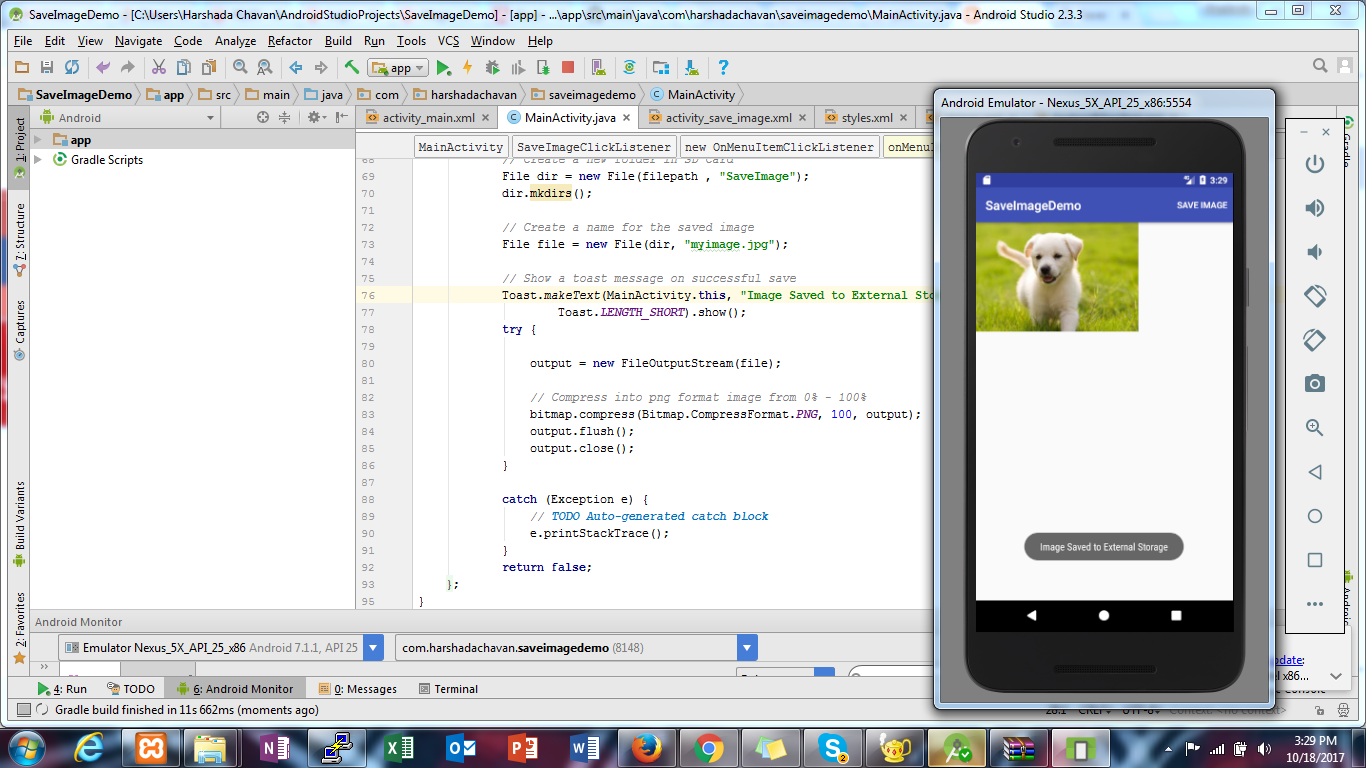 SaveImageDemo - [C:\Users\Harshada Chavan\AndroidStudioProjects\SaveImageDemo] - [app] - ...\app\src\main\java\com\harshadachavan\saveimagedemo\MainActivity.java - Android Studio 2.3.3
File Edit View Navigate Code Analyze Refactor Build Run Tools VCS Window Help
app
SaveImageDemo app src main java com harshadachavan saveimagedemo MainActivity
Android
activity_main.xml MainActivity.java activity_save_image.xml styles.xml
MainActivity SaveImageClickListener new OnMenuItemClickListener onMenuI
1: Project
Z: Structure
Captures
Build Variants
2: Favorites
app
Gradle Scripts
68 // Create a new folder in SD Card
69 File dir = new File(filepath , "SaveImage");
70 dir.mkdirs();
71
72 // Create a name for the saved image
73 File file = new File(dir, "myimage.jpg");
74
75 // Show a toast message on successful save
76 Toast.makeText(MainActivity.this, "Image Saved to External Sto
77 Toast.LENGTH_SHORT).show();
78 try {
79
80 output = new FileOutputStream(file);
81
82 // Compress into png format image from 0% - 100%
83 bitmap.compress(Bitmap.CompressFormat.PNG, 100, output);
84 output.flush();
85 output.close();
86 }
87
88 catch (Exception e) {
89 // TODO Auto-generated catch block
90 e.printStackTrace();
91 }
92 return false;
93 };
95 }
Android Emulator - Nexus_5X_API_25_x86:5554
3:29
SaveImageDemo SAVE IMAGE
Image Saved to External Storage
Android Monitor
Emulator Nexus_5X_API_25_x86 Android 7.1.1, API 25
com.harshadachavan.saveimagedemo (8148)
pdate:
el x86...
4: Run TODO 6: Android Monitor 0: Messages Terminal
Gradle build finished in 11s 662ms (moments ago)
3:29 PM
10/18/2017